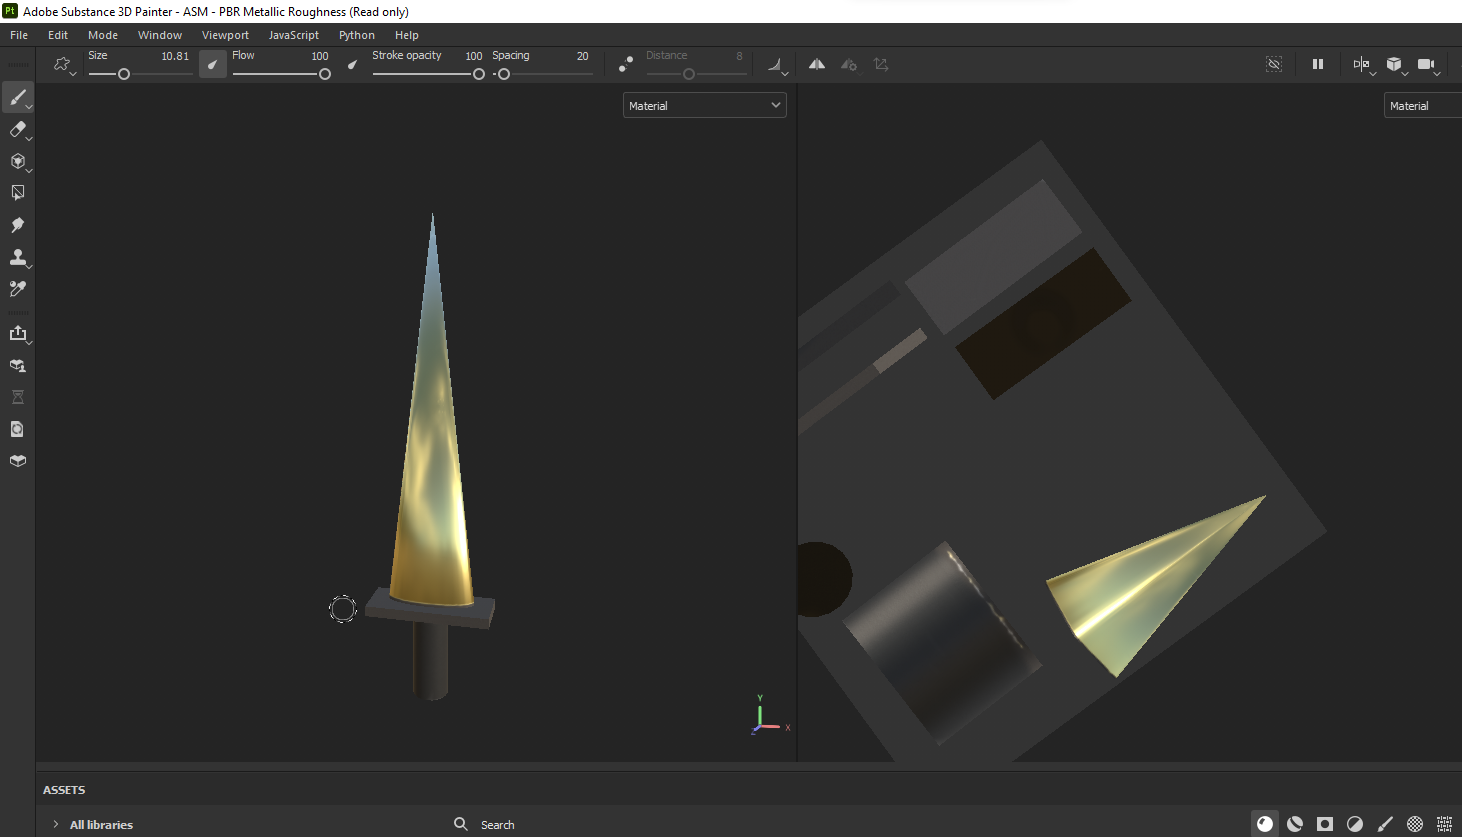 Pt Adobe Substance 3D Painter - ASM - PBR Metallic Roughness (Read only)
File Edit Mode Window Viewport JavaScript Python Help
Size 10.81 Flow 100 Stroke opacity 100 Spacing 20 Distance 8
Material Material
Y
X
Z
ASSETS
All libraries Search